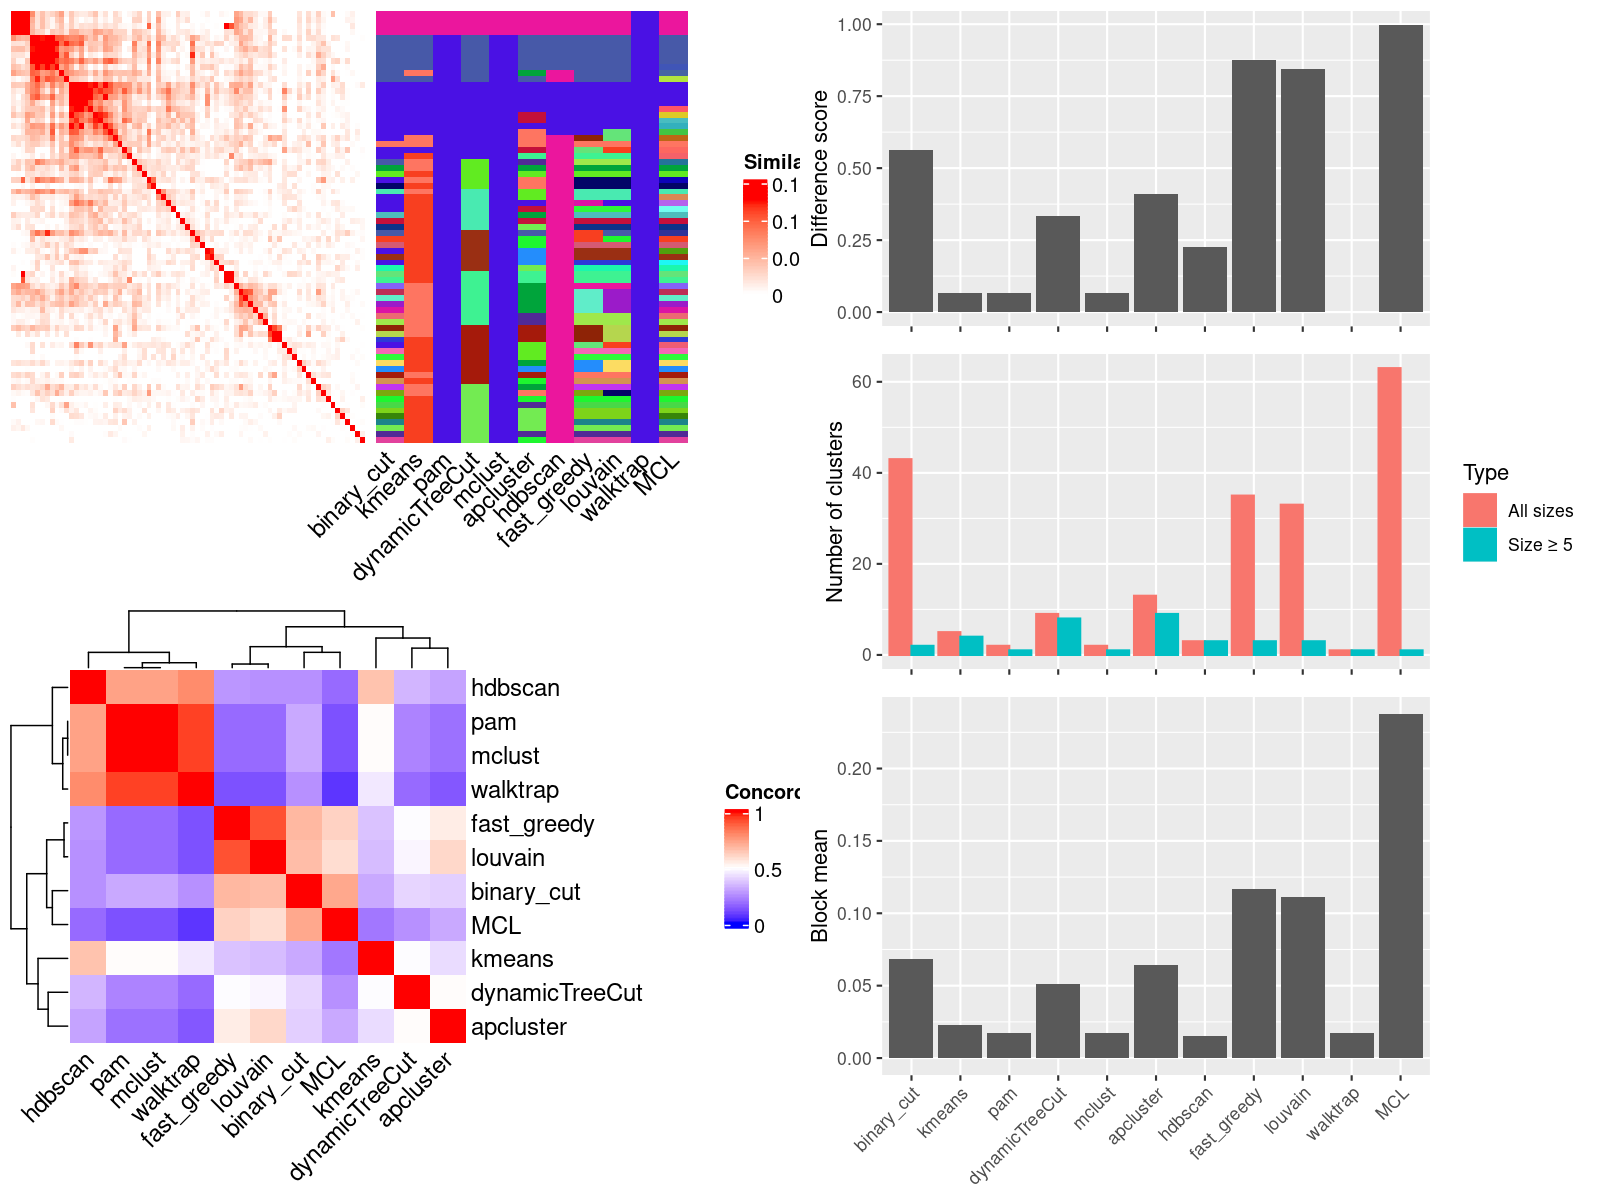 Simila
0.1
0.1
0.0
0
binary_cut
kmeans
pam
dynamicTreeCut
mclust
apcluster
hdbscan
fast_greedy
louvain
walktrap
MCL
hdbscan
pam
mclust
walktrap
fast_greedy
louvain
binary_cut
MCL
kmeans
dynamicTreeCut
apcluster
Concord
1
0.5
0
hdbscan
pam
mclust
walktrap
fast_greedy
louvain
binary_cut
MCL
kmeans
dynamicTreeCut
apcluster
Difference score
1.00
0.75
0.50
0.25
0.00
Number of clusters
60
40
20
0
Type
All sizes
Size ≥ 5
Block mean
0.20
0.15
0.10
0.05
0.00
binary_cut
kmeans
pam
dynamicTreeCut
mclust
apcluster
hdbscan
fast_greedy
louvain
walktrap
MCL